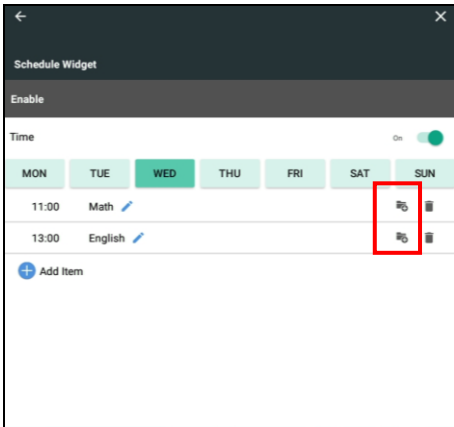 Schedule Widget
Enable
Time On
MON TUE WED THU FRI SAT SUN
11:00 Math
13:00 English
Add Item